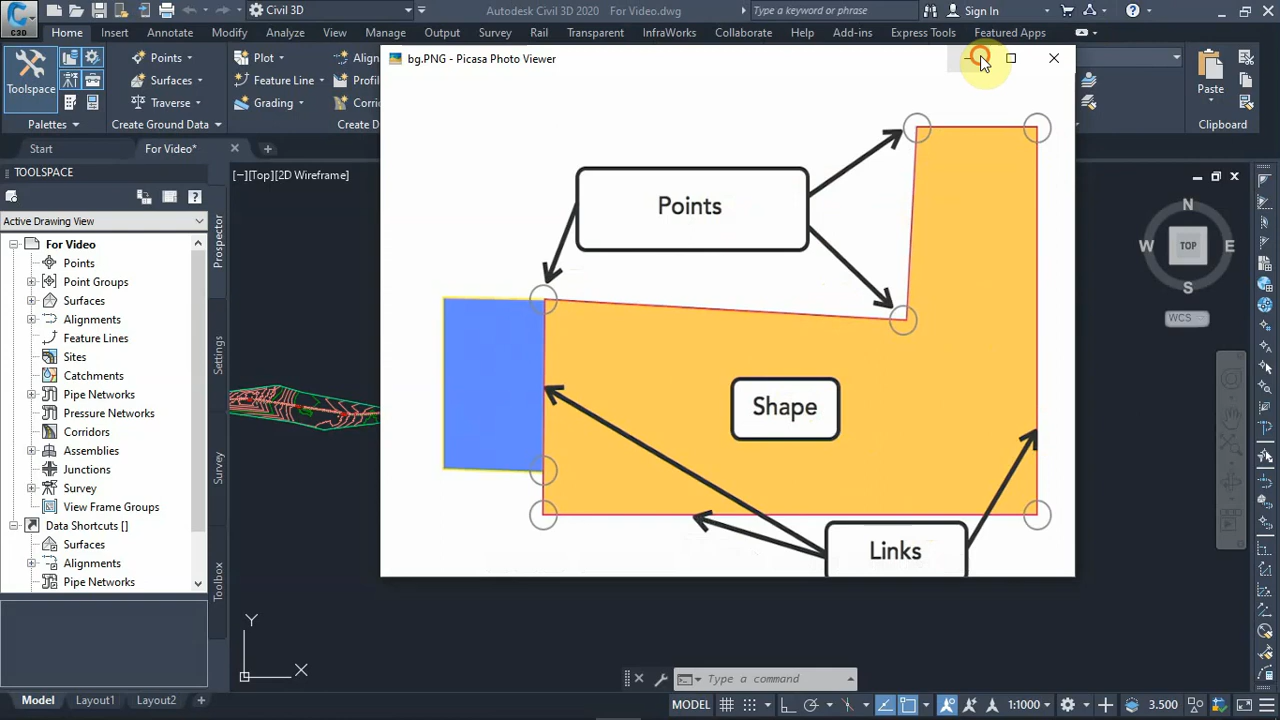 Autodesk Civil 3D 2020 For Video.dwg
Civil 3D
Type a keyword or phrase
Sign In
C3D
Home Insert Annotate Modify Analyze View Manage Output Survey Rail Transparent InfraWorks Collaborate Help Add-ins Express Tools Featured Apps
Toolspace
Points
Surfaces
Traverse
Plot
Feature Line
Grading
Palettes
Create Ground Data
Paste
Clipboard
bg.PNG - Picasa Photo Viewer
Start
For Video*
TOOLSPACE
Active Drawing View
For Video
Points
Point Groups
Surfaces
Alignments
Feature Lines
Sites
Catchments
Pipe Networks
Pressure Networks
Corridors
Assemblies
Junctions
Survey
View Frame Groups
Data Shortcuts []
Surfaces
Alignments
Pipe Networks
Prospector
Settings
Survey
Toolbox
[−][Top][2D Wireframe]
Points
Shape
Links
N
W
TOP
E
S
WCS
Y
X
Type a command
Model
Layout1
Layout2
MODEL
1:1000
3.500